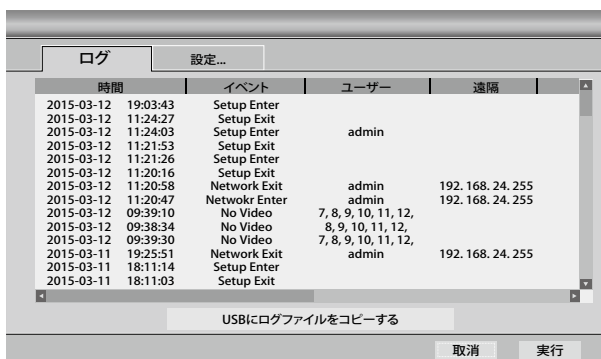 ログ 設定...
時間 イベント ユーザー 遠隔
2015-03-12 19:03:43 Setup Enter
2015-03-12 11:24:27 Setup Exit
2015-03-12 11:24:03 Setup Enter admin
2015-03-12 11:21:53 Setup Exit
2015-03-12 11:21:26 Setup Enter
2015-03-12 11:20:16 Setup Exit
2015-03-12 11:20:58 Network Exit admin 192. 168. 24. 255
2015-03-12 11:20:47 Netwokr Enter admin 192. 168. 24. 255
2015-03-12 09:39:10 No Video 7, 8, 9, 10, 11, 12,
2015-03-12 09:38:34 No Video 8, 9, 10, 11, 12,
2015-03-12 09:39:30 No Video 7, 8, 9, 10, 11, 12,
2015-03-11 19:25:51 Network Exit admin 192. 168. 24. 255
2015-03-11 18:11:14 Setup Enter
2015-03-11 18:11:03 Setup Exit
USBにログファイルをコピーする
取消 実行